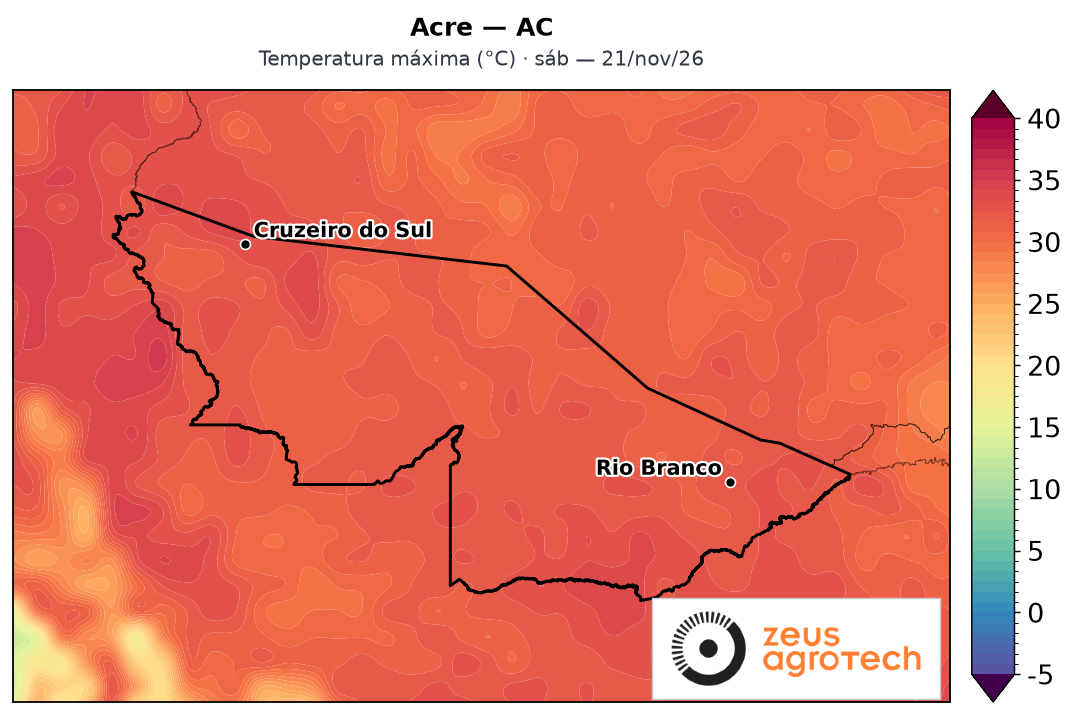 Acre — AC
Temperatura máxima (°C) · sáb — 21/nov/26
Cruzeiro do Sul
Rio Branco
40
35
30
25
20
15
10
5
0
-5
zeus
agrotech